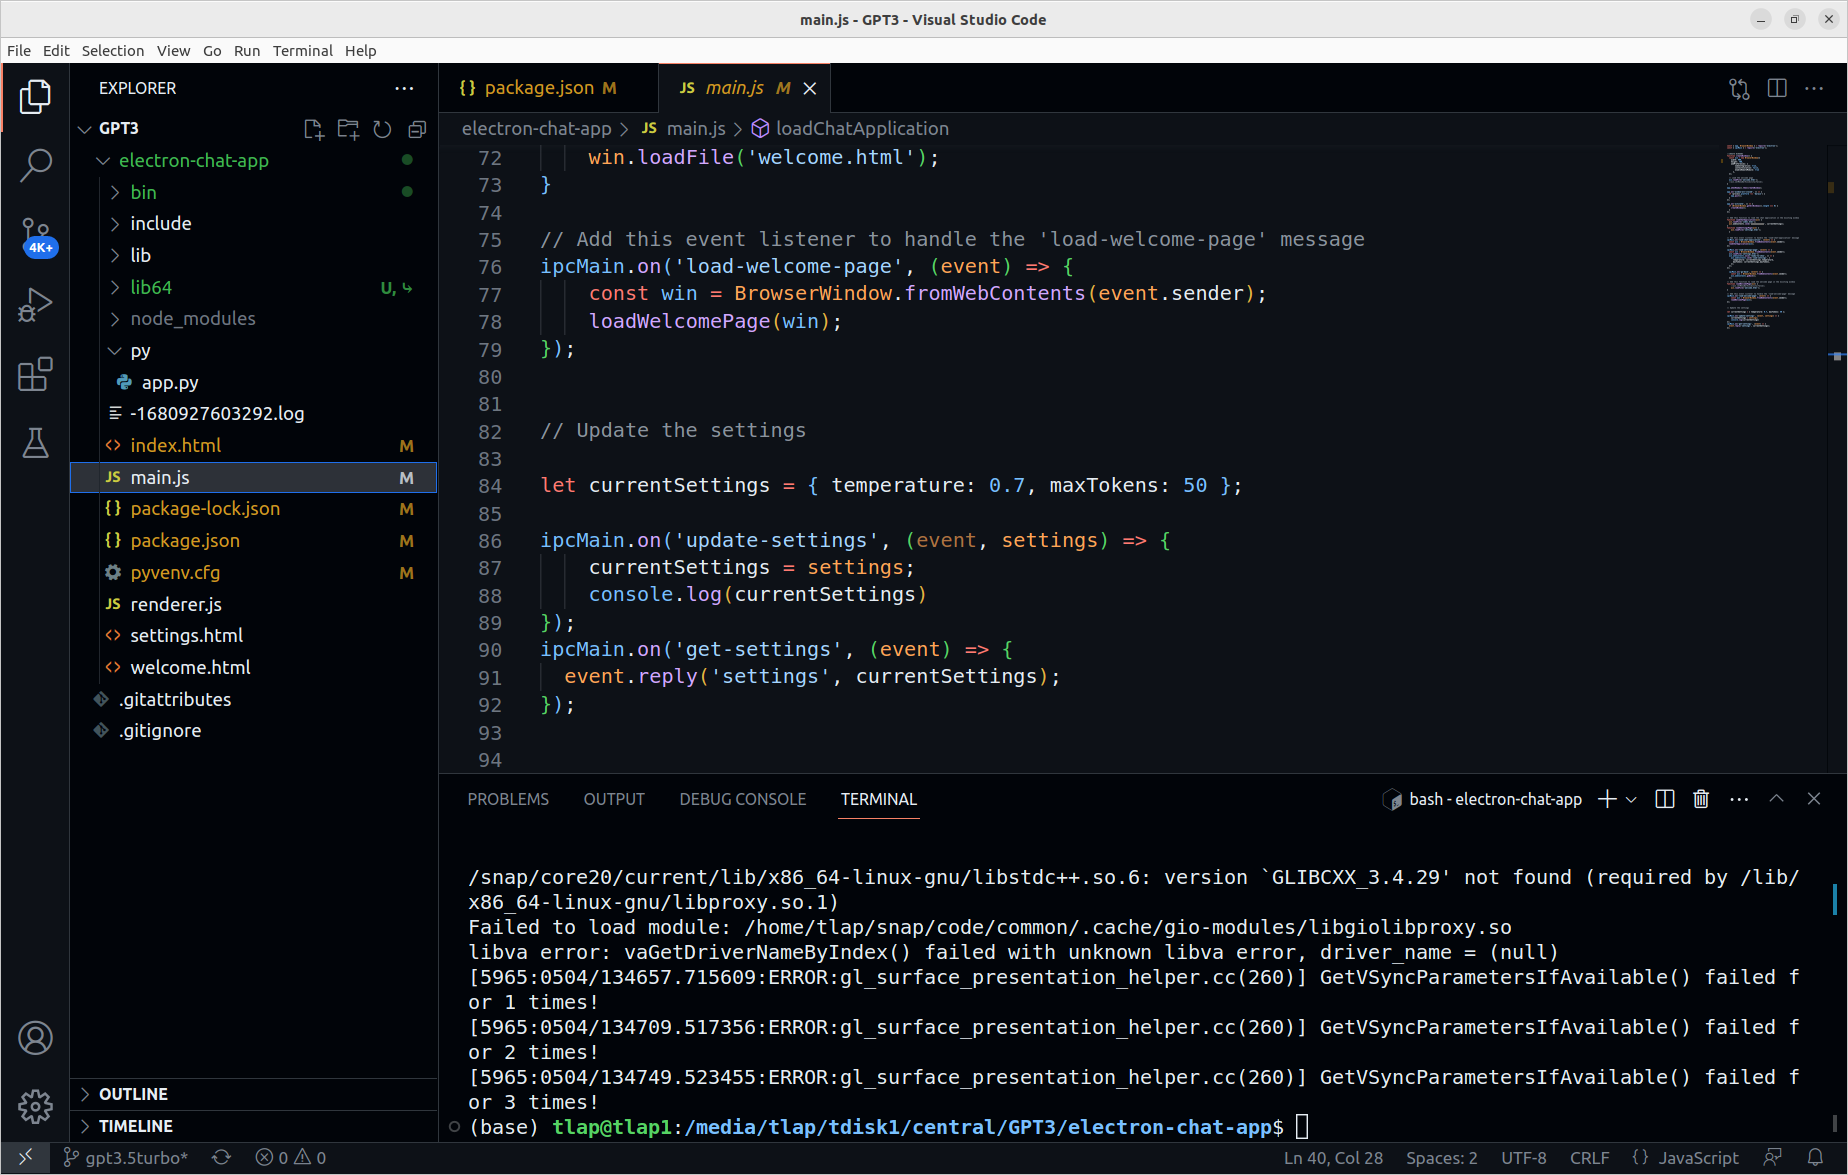 main.js - GPT3 - Visual Studio Code
File Edit Selection View Go Run Terminal Help
EXPLORER
GPT3
electron-chat-app
bin
include
lib
lib64 U,
node_modules
py
app.py
-1680927603292.log
index.html M
main.js M
package-lock.json M
package.json M
pyvenv.cfg M
renderer.js
settings.html
welcome.html
.gitattributes
.gitignore
OUTLINE
TIMELINE
4K+
package.json M
JS main.js M
electron-chat-app > JS main.js > loadChatApplication
72 win.loadFile('welcome.html');
73 }
74
75 // Add this event listener to handle the 'load-welcome-page' message
76 ipcMain.on('load-welcome-page', (event) => {
77 const win = BrowserWindow.fromWebContents(event.sender);
78 loadWelcomePage(win);
79 });
80
81
82 // Update the settings
83
84 let currentSettings = { temperature: 0.7, maxTokens: 50 };
85
86 ipcMain.on('update-settings', (event, settings) => {
87 currentSettings = settings;
88 console.log(currentSettings)
89 });
90 ipcMain.on('get-settings', (event) => {
91 event.reply('settings', currentSettings);
92 });
93
94
PROBLEMS OUTPUT DEBUG CONSOLE TERMINAL
bash - electron-chat-app
/snap/core20/current/lib/x86_64-linux-gnu/libstdc++.so.6: version `GLIBCXX_3.4.29' not found (required by /lib/
x86_64-linux-gnu/libproxy.so.1)
Failed to load module: /home/tlap/snap/code/common/.cache/gio-modules/libgiolibproxy.so
libva error: vaGetDriverNameByIndex() failed with unknown libva error, driver_name = (null)
[5965:0504/134657.715609:ERROR:gl_surface_presentation_helper.cc(260)] GetVSyncParametersIfAvailable() failed f
or 1 times!
[5965:0504/134709.517356:ERROR:gl_surface_presentation_helper.cc(260)] GetVSyncParametersIfAvailable() failed f
or 2 times!
[5965:0504/134749.523455:ERROR:gl_surface_presentation_helper.cc(260)] GetVSyncParametersIfAvailable() failed f
or 3 times!
(base) tlap@tlap1:/media/tlap/tdisk1/central/GPT3/electron-chat-app$
gpt3.5turbo* 0 0 Ln 40, Col 28 Spaces: 2 UTF-8 CRLF {} JavaScript